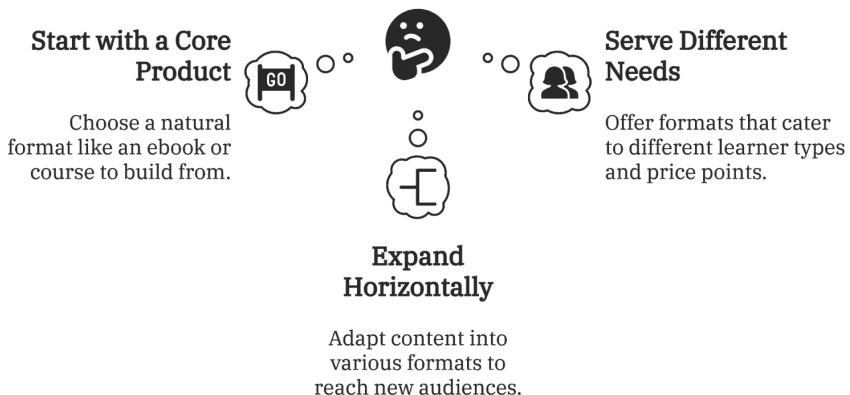 Start with a Core
Product
GO
Choose a natural
format like an ebook or
course to build from.
Expand
Horizontally
Adapt content into
various formats to
reach new audiences.
Serve Different
Needs
Offer formats that cater
to different learner types
and price points.